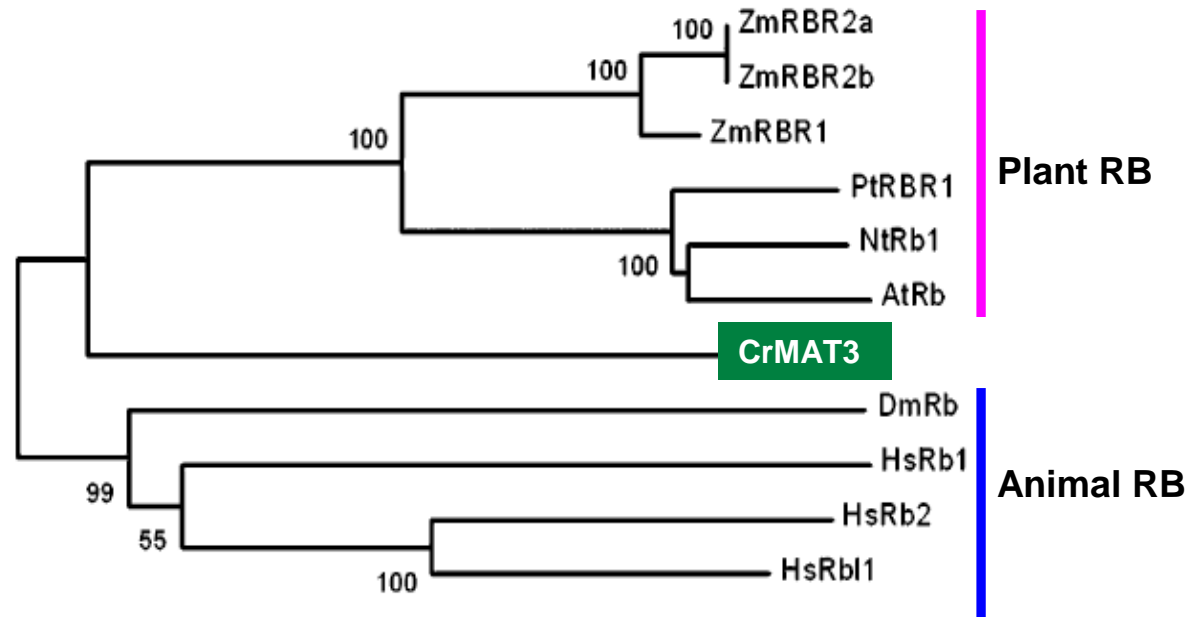 100 ZmRBR2a
100 ZmRBR2b
ZmRBR1
100
PtRBR1
Plant RB
NtRb1
100
AtRb
CrMAT3
DmRb
HsRb1
99
Animal RB
HsRb2
55
HsRbl1
100